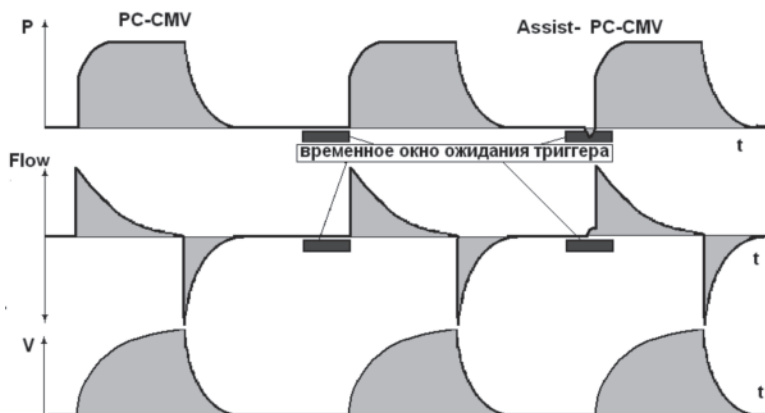 PC-CMV
Assist- PC-CMV
P
t
временное окно ожидания триггера
Flow
t
V
t